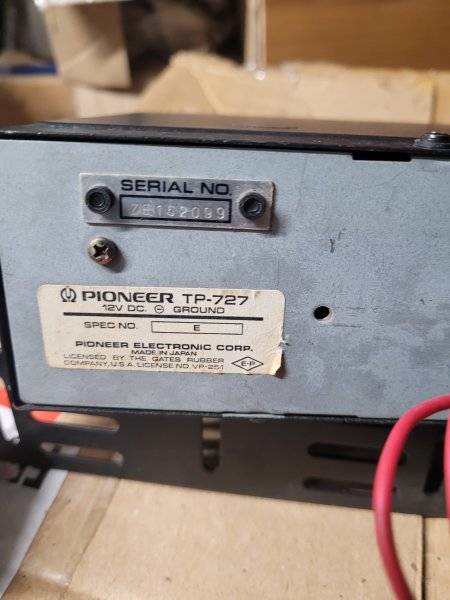 SERIAL NO.
ZE162099
PIONEER TP-727
12V DC. ⊖ GROUND
SPEC NO. E
PIONEER ELECTRONIC CORP.
MADE IN JAPAN
LICENSED BY THE GATES RUBBER
COMPANY, U.S.A. LICENSE NO. VP-251
E-P